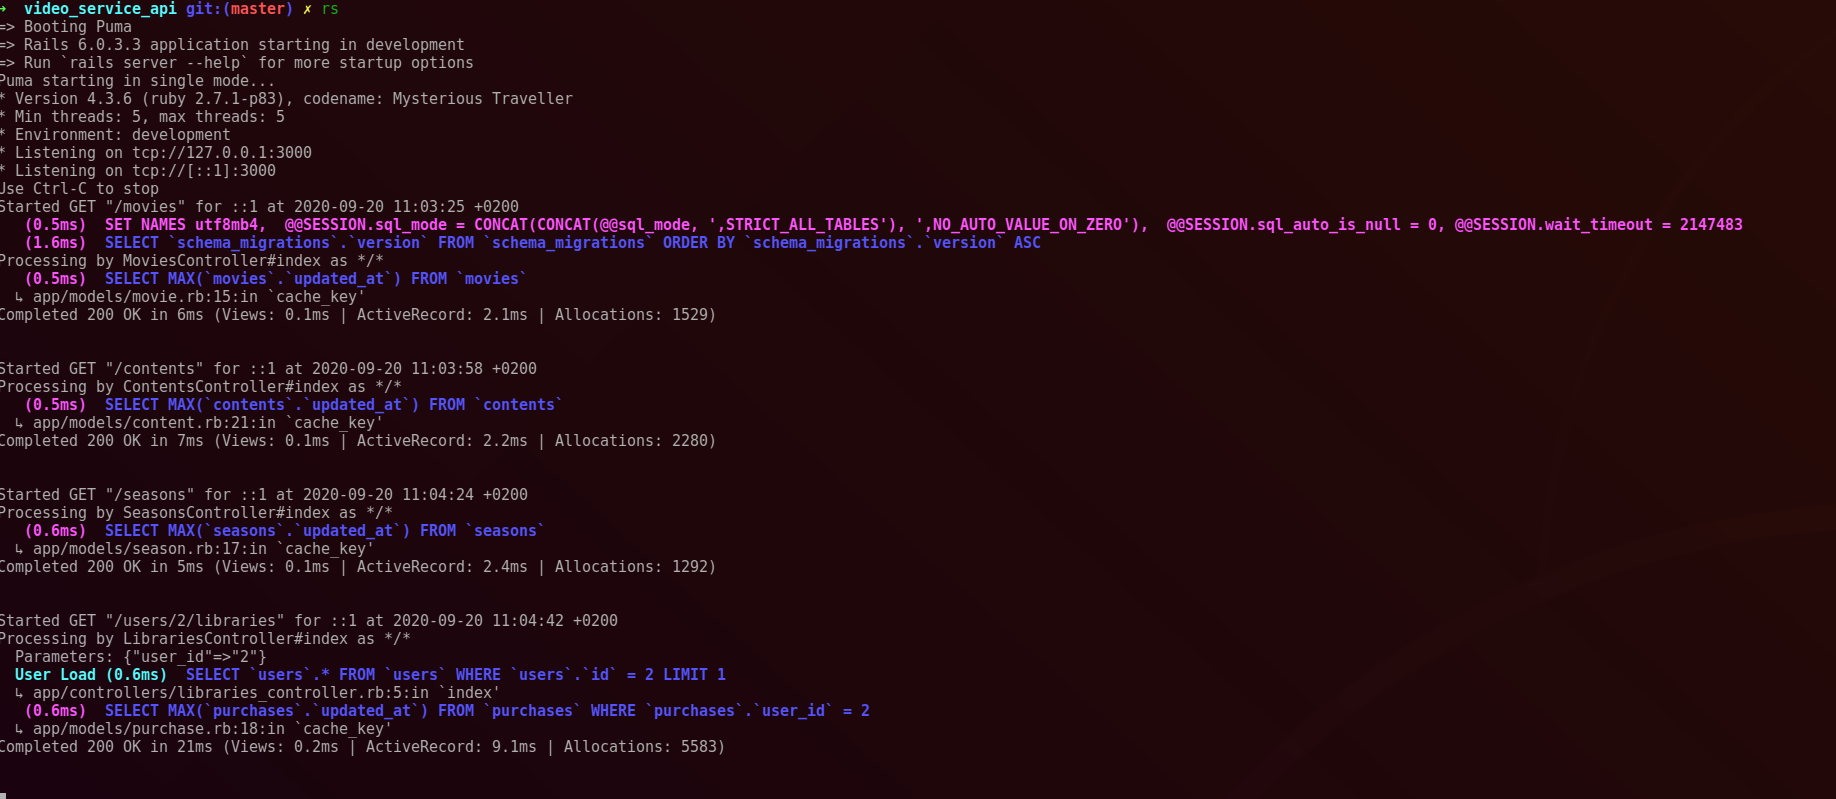 ➜  video_service_api git:(master) ✗ rs
=> Booting Puma
=> Rails 6.0.3.3 application starting in development
=> Run `rails server --help` for more startup options
Puma starting in single mode...
* Version 4.3.6 (ruby 2.7.1-p83), codename: Mysterious Traveller
* Min threads: 5, max threads: 5
* Environment: development
* Listening on tcp://127.0.0.1:3000
* Listening on tcp://[::1]:3000
Use Ctrl-C to stop
Started GET "/movies" for ::1 at 2020-09-20 11:03:25 +0200
   (0.5ms)  SET NAMES utf8mb4,  @@SESSION.sql_mode = CONCAT(CONCAT(@@sql_mode, ',STRICT_ALL_TABLES'), ',NO_AUTO_VALUE_ON_ZERO'),  @@SESSION.sql_auto_is_null = 0, @@SESSION.wait_timeout = 2147483
   (1.6ms)  SELECT `schema_migrations`.`version` FROM `schema_migrations` ORDER BY `schema_migrations`.`version` ASC
Processing by MoviesController#index as */*
   (0.5ms)  SELECT MAX(`movies`.`updated_at`) FROM `movies`
  ↳ app/models/movie.rb:15:in `cache_key'
Completed 200 OK in 6ms (Views: 0.1ms | ActiveRecord: 2.1ms | Allocations: 1529)
Started GET "/contents" for ::1 at 2020-09-20 11:03:58 +0200
Processing by ContentsController#index as */*
   (0.5ms)  SELECT MAX(`contents`.`updated_at`) FROM `contents`
  ↳ app/models/content.rb:21:in `cache_key'
Completed 200 OK in 7ms (Views: 0.1ms | ActiveRecord: 2.2ms | Allocations: 2280)
Started GET "/seasons" for ::1 at 2020-09-20 11:04:24 +0200
Processing by SeasonsController#index as */*
   (0.6ms)  SELECT MAX(`seasons`.`updated_at`) FROM `seasons`
  ↳ app/models/season.rb:17:in `cache_key'
Completed 200 OK in 5ms (Views: 0.1ms | ActiveRecord: 2.4ms | Allocations: 1292)
Started GET "/users/2/libraries" for ::1 at 2020-09-20 11:04:42 +0200
Processing by LibrariesController#index as */*
  Parameters: {"user_id"=>"2"}
  User Load (0.6ms)  SELECT `users`.* FROM `users` WHERE `users`.`id` = 2 LIMIT 1
  ↳ app/controllers/libraries_controller.rb:5:in `index'
   (0.6ms)  SELECT MAX(`purchases`.`updated_at`) FROM `purchases` WHERE `purchases`.`user_id` = 2
  ↳ app/models/purchase.rb:18:in `cache_key'
Completed 200 OK in 21ms (Views: 0.2ms | ActiveRecord: 9.1ms | Allocations: 5583)